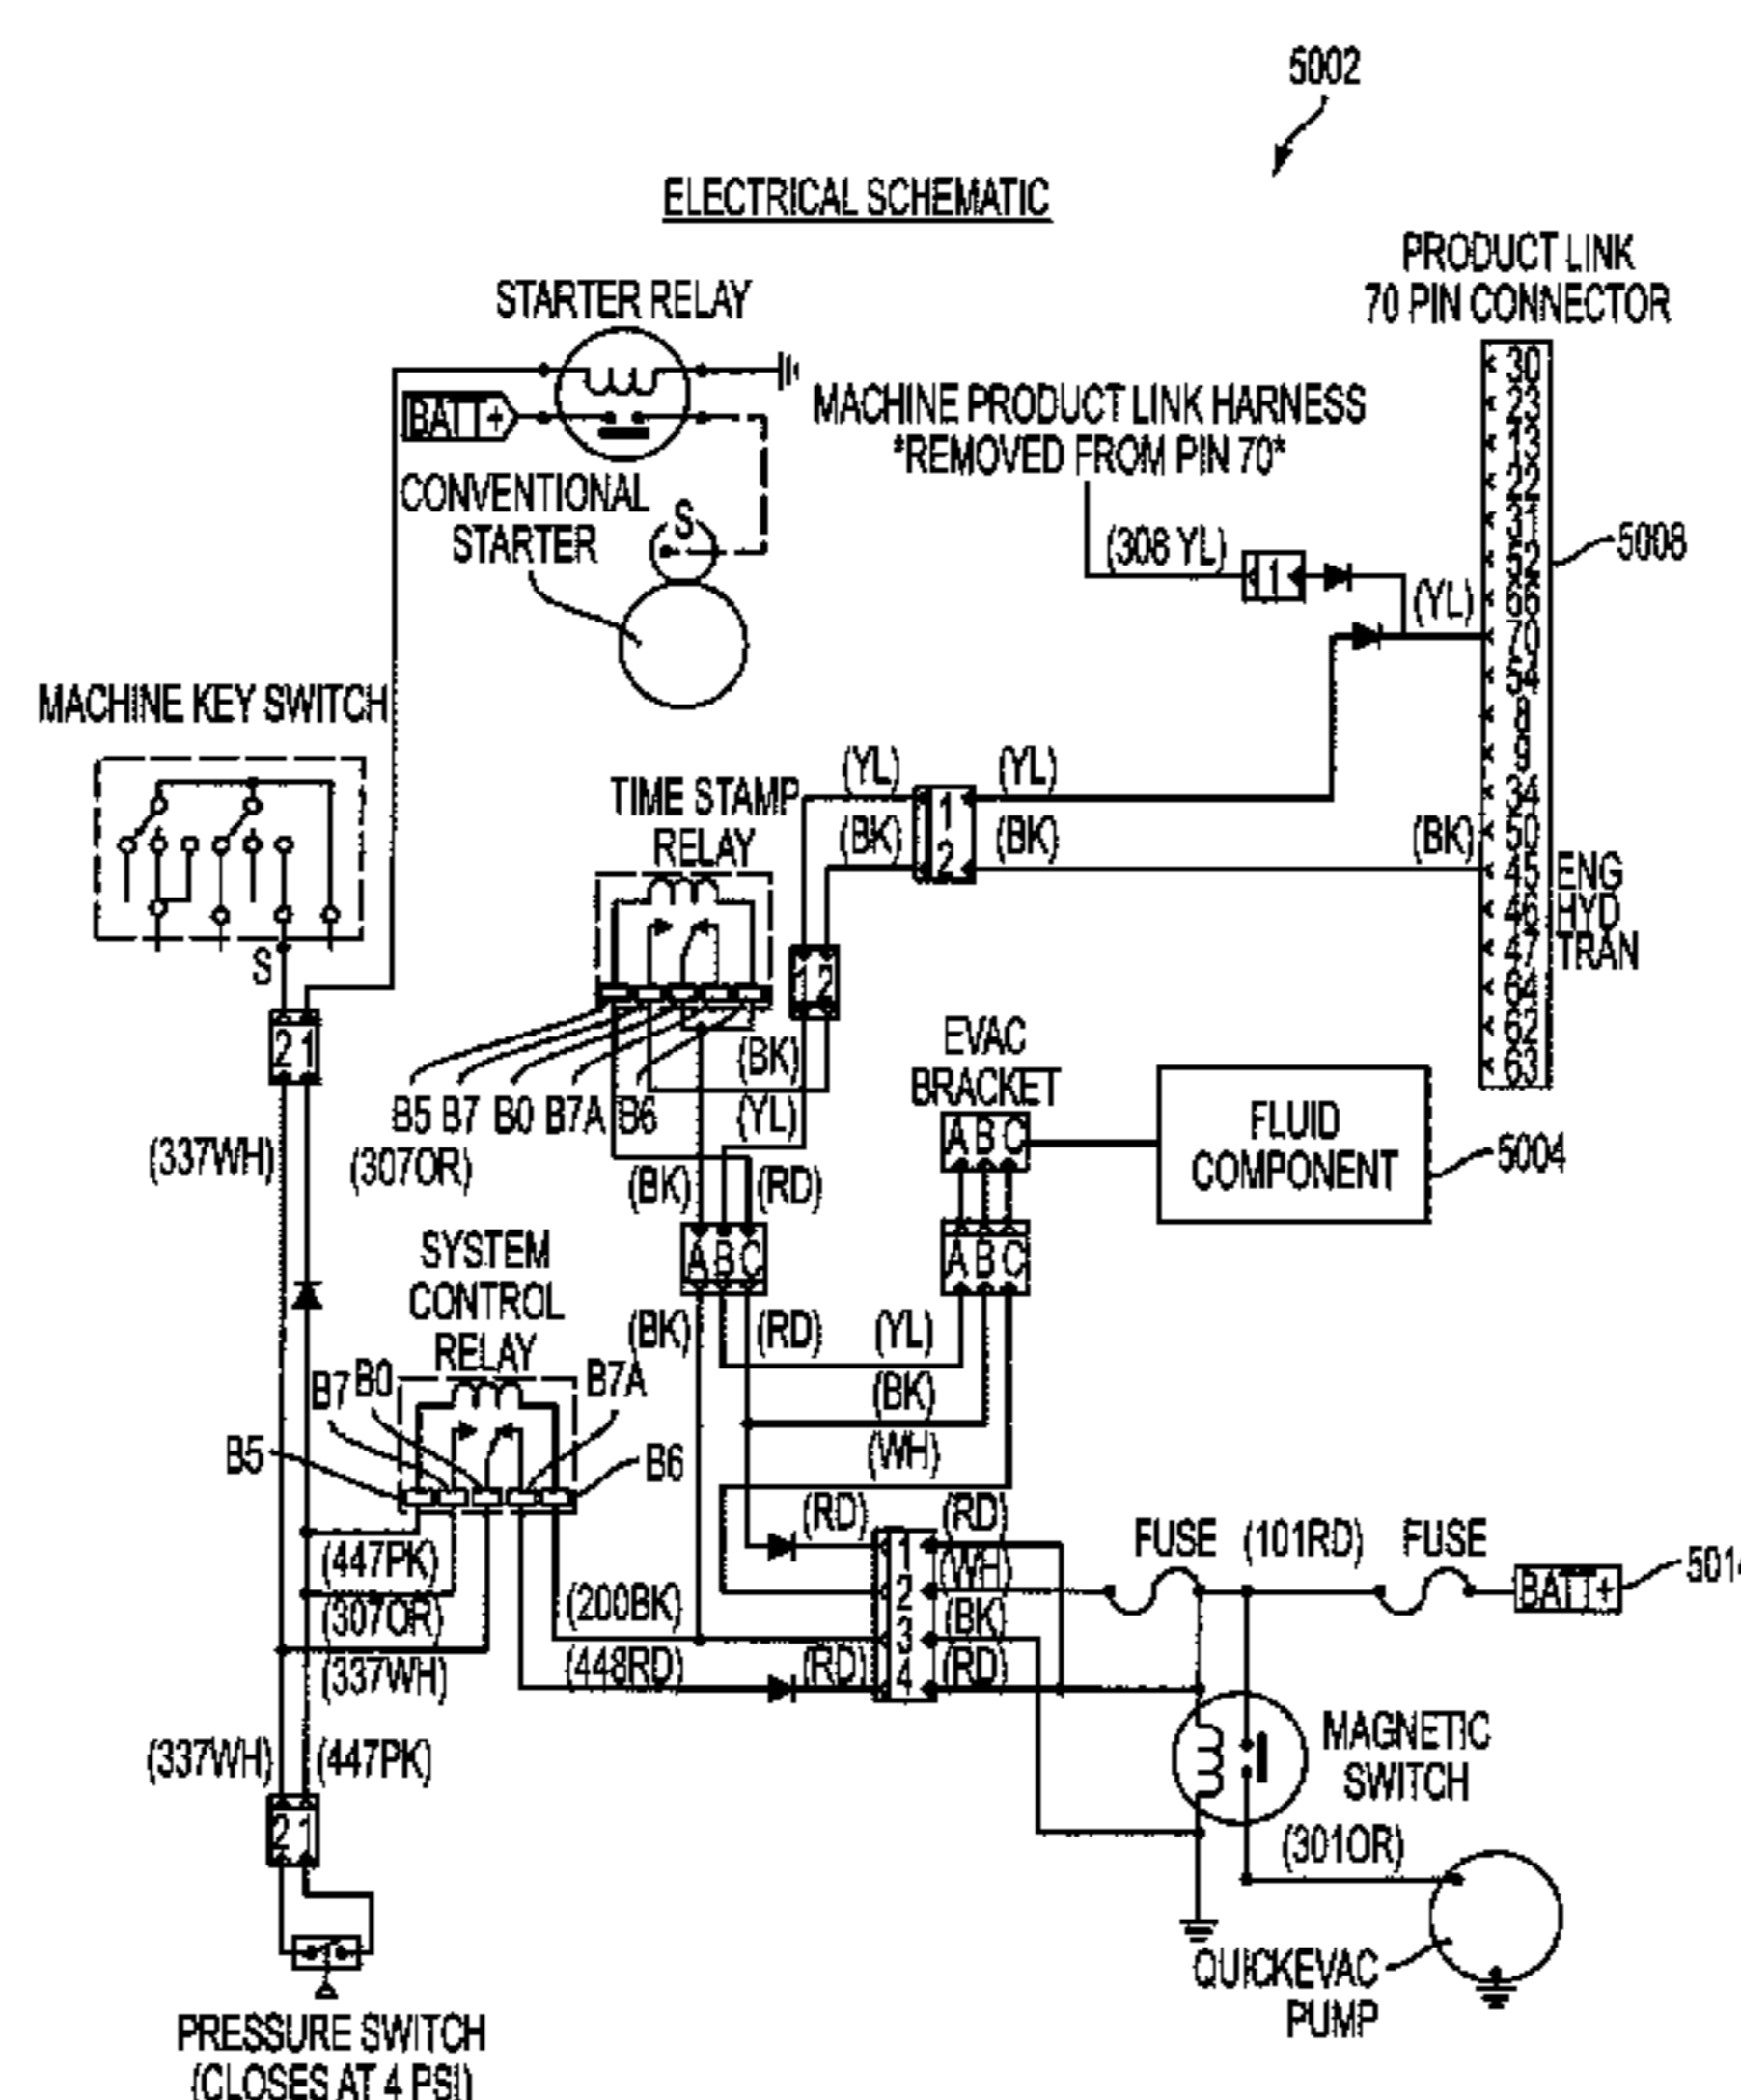 5002
ELECTRICAL SCHEMATIC
PRODUCT LINK
70 PIN CONNECTOR
STARTER RELAY
BATT+
MACHINE PRODUCT LINK HARNESS
*REMOVED FROM PIN 70*
CONVENTIONAL
STARTER
S
(308 YL)
1
(YL)
30
23
13
22
31
52
66
70
54
8
9
34
50
45
46
47
64
62
63
5008
ENG
HYD
TRAN
MACHINE KEY SWITCH
S
2 1
TIME STAMP
RELAY
(YL)
(BK)
1
2
(YL)
(BK)
(BK)
1 2
B5 B7 B0 B7A B6
(BK)
(YL)
(307OR)
(337WH)
(BK)
(RD)
A B C
EVAC
BRACKET
A B C
A B C
FLUID
COMPONENT
5004
SYSTEM
CONTROL
RELAY
(BK)
(RD)
(YL)
(BK)
(WH)
B7
B0
B7A
B5
B6
(447PK)
(307OR)
(337WH)
(200BK)
(448RD)
(RD)
(RD)
1
2
3
4
(RD)
(WH)
(BK)
(RD)
FUSE
(101RD)
FUSE
BATT+
MAGNETIC
SWITCH
(301OR)
QUICKEVAC
PUMP
(337WH)
(447PK)
2 1
PRESSURE SWITCH
(CLOSES AT 4 PSI)